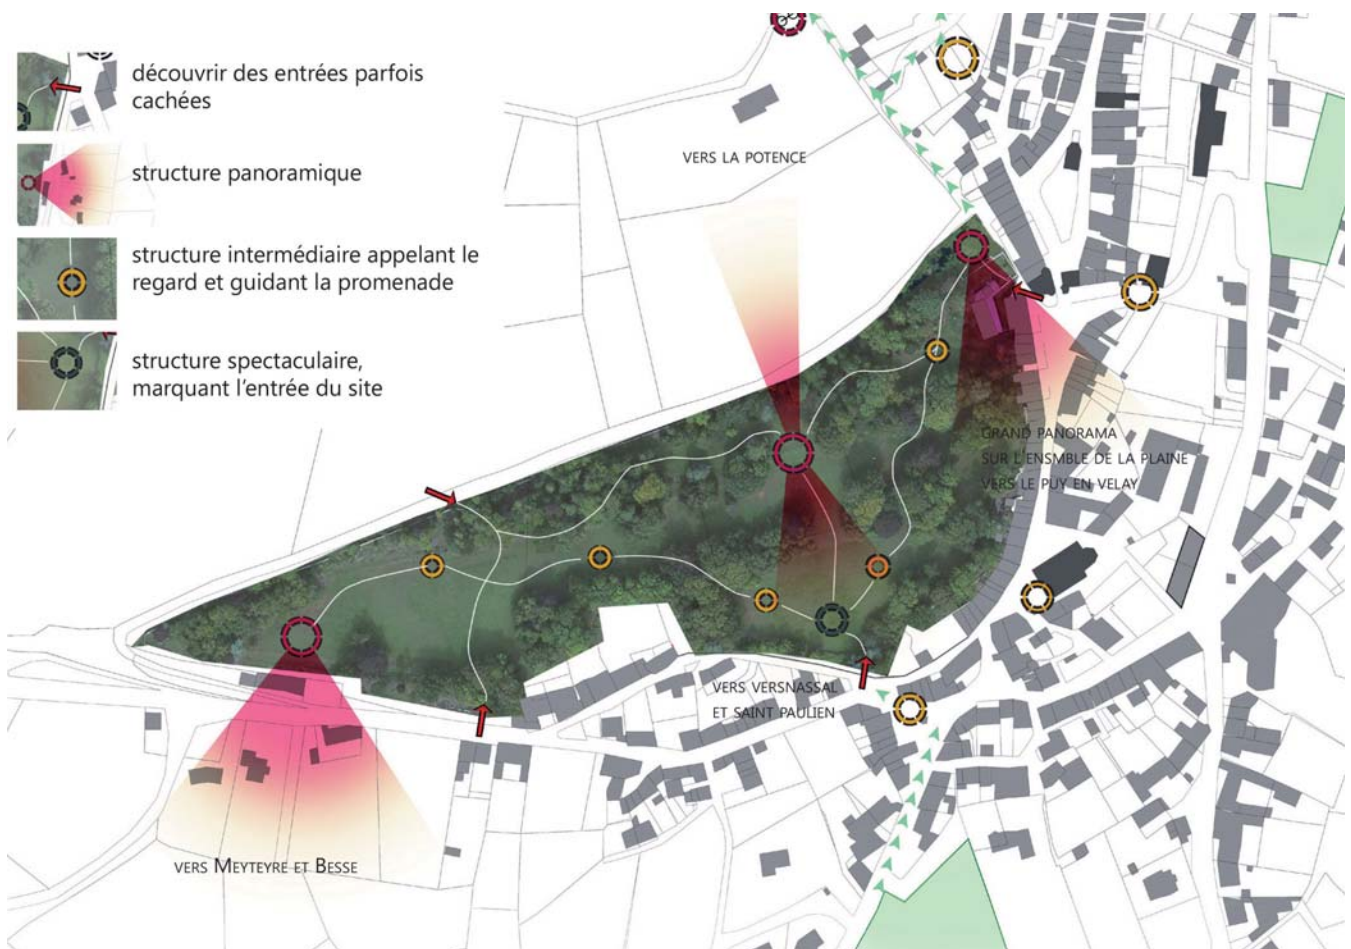 découvrir des entrées parfois
cachées
structure panoramique
structure intermédiaire appelant le
regard et guidant la promenade
structure spectaculaire,
marquant l'entrée du site
VERS LA POTENCE
GRAND PANORAMA
SUR L'ENSMBLE DE LA PLAINE
VERS LE PUY EN VELAY
VERS VERSNASSAL
ET SAINT PAULIEN
VERS MEYTEYRE ET BESSE